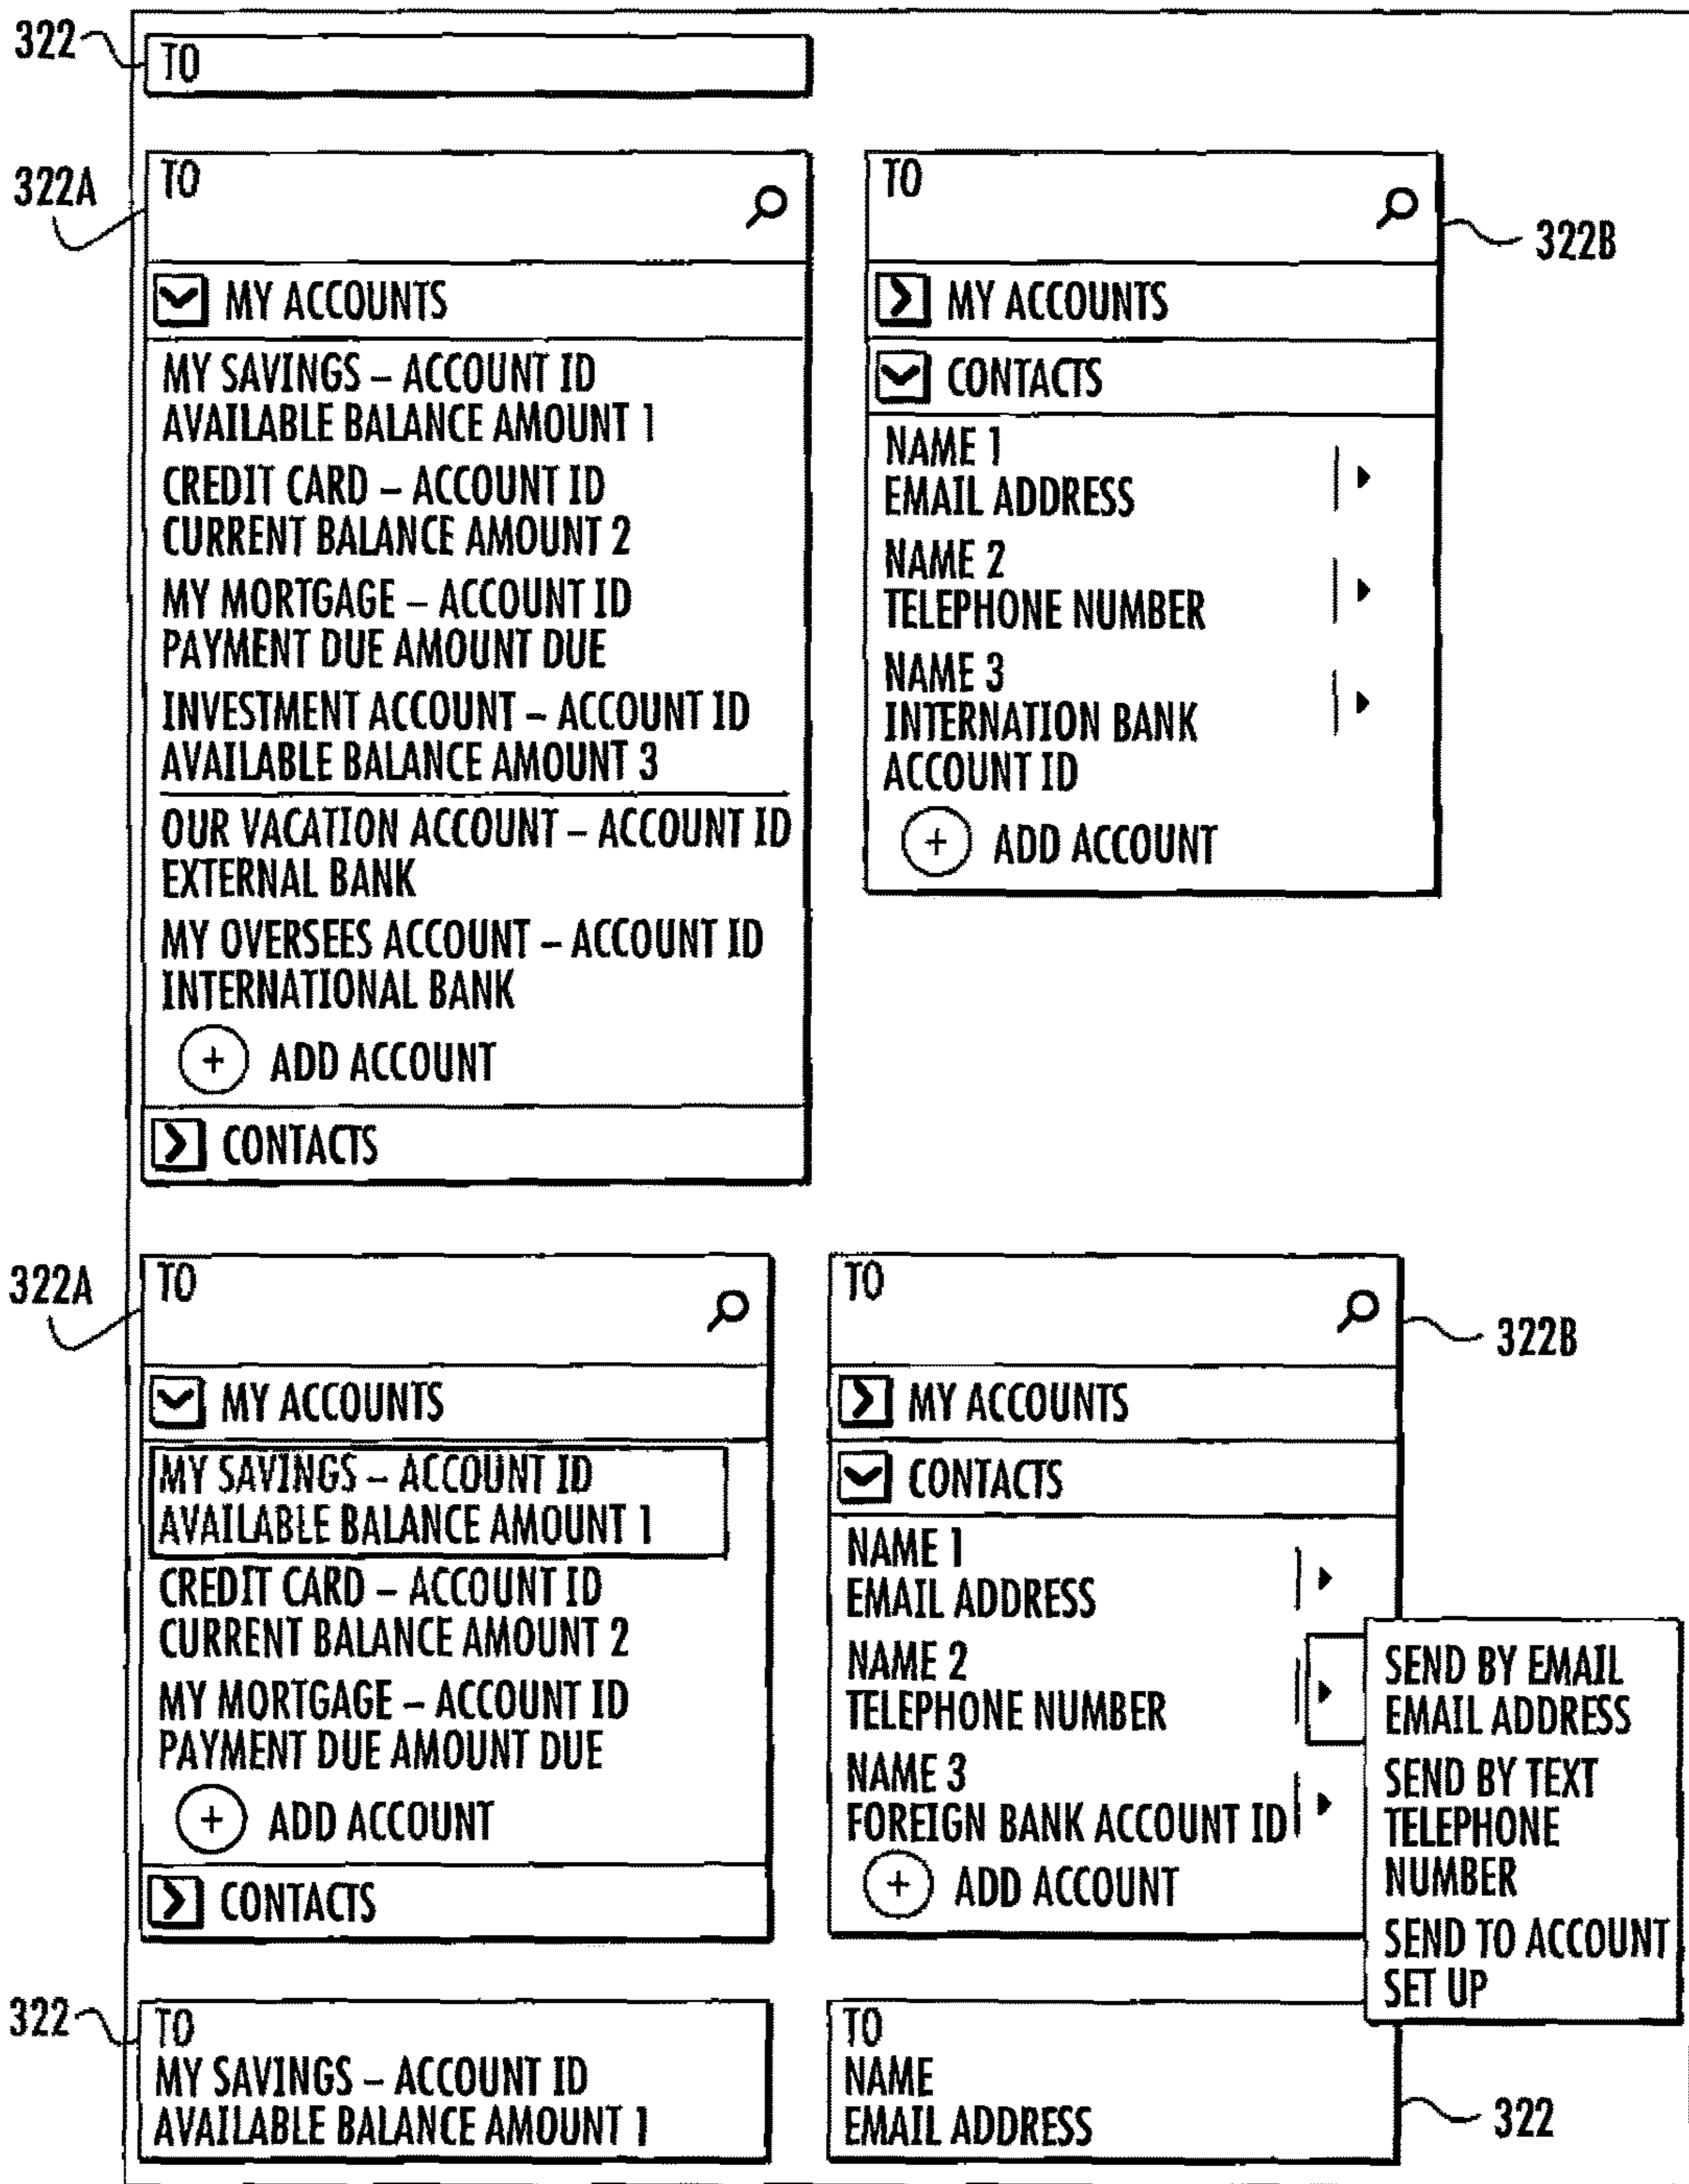 322
TO
322A
TO
MY ACCOUNTS
MY SAVINGS – ACCOUNT ID
AVAILABLE BALANCE AMOUNT 1
CREDIT CARD – ACCOUNT ID
CURRENT BALANCE AMOUNT 2
MY MORTGAGE – ACCOUNT ID
PAYMENT DUE AMOUNT DUE
INVESTMENT ACCOUNT – ACCOUNT ID
AVAILABLE BALANCE AMOUNT 3
OUR VACATION ACCOUNT – ACCOUNT ID
EXTERNAL BANK
MY OVERSEES ACCOUNT – ACCOUNT ID
INTERNATIONAL BANK
+ ADD ACCOUNT
CONTACTS
TO
322B
MY ACCOUNTS
CONTACTS
NAME 1
EMAIL ADDRESS
NAME 2
TELEPHONE NUMBER
NAME 3
INTERNATION BANK
ACCOUNT ID
+ ADD ACCOUNT
322A
TO
MY ACCOUNTS
MY SAVINGS – ACCOUNT ID
AVAILABLE BALANCE AMOUNT 1
CREDIT CARD – ACCOUNT ID
CURRENT BALANCE AMOUNT 2
MY MORTGAGE – ACCOUNT ID
PAYMENT DUE AMOUNT DUE
+ ADD ACCOUNT
CONTACTS
TO
322B
MY ACCOUNTS
CONTACTS
NAME 1
EMAIL ADDRESS
NAME 2
TELEPHONE NUMBER
NAME 3
FOREIGN BANK ACCOUNT ID
+ ADD ACCOUNT
SEND BY EMAIL
EMAIL ADDRESS
SEND BY TEXT
TELEPHONE
NUMBER
SEND TO ACCOUNT
SET UP
322
TO
MY SAVINGS – ACCOUNT ID
AVAILABLE BALANCE AMOUNT 1
TO
NAME
EMAIL ADDRESS
322